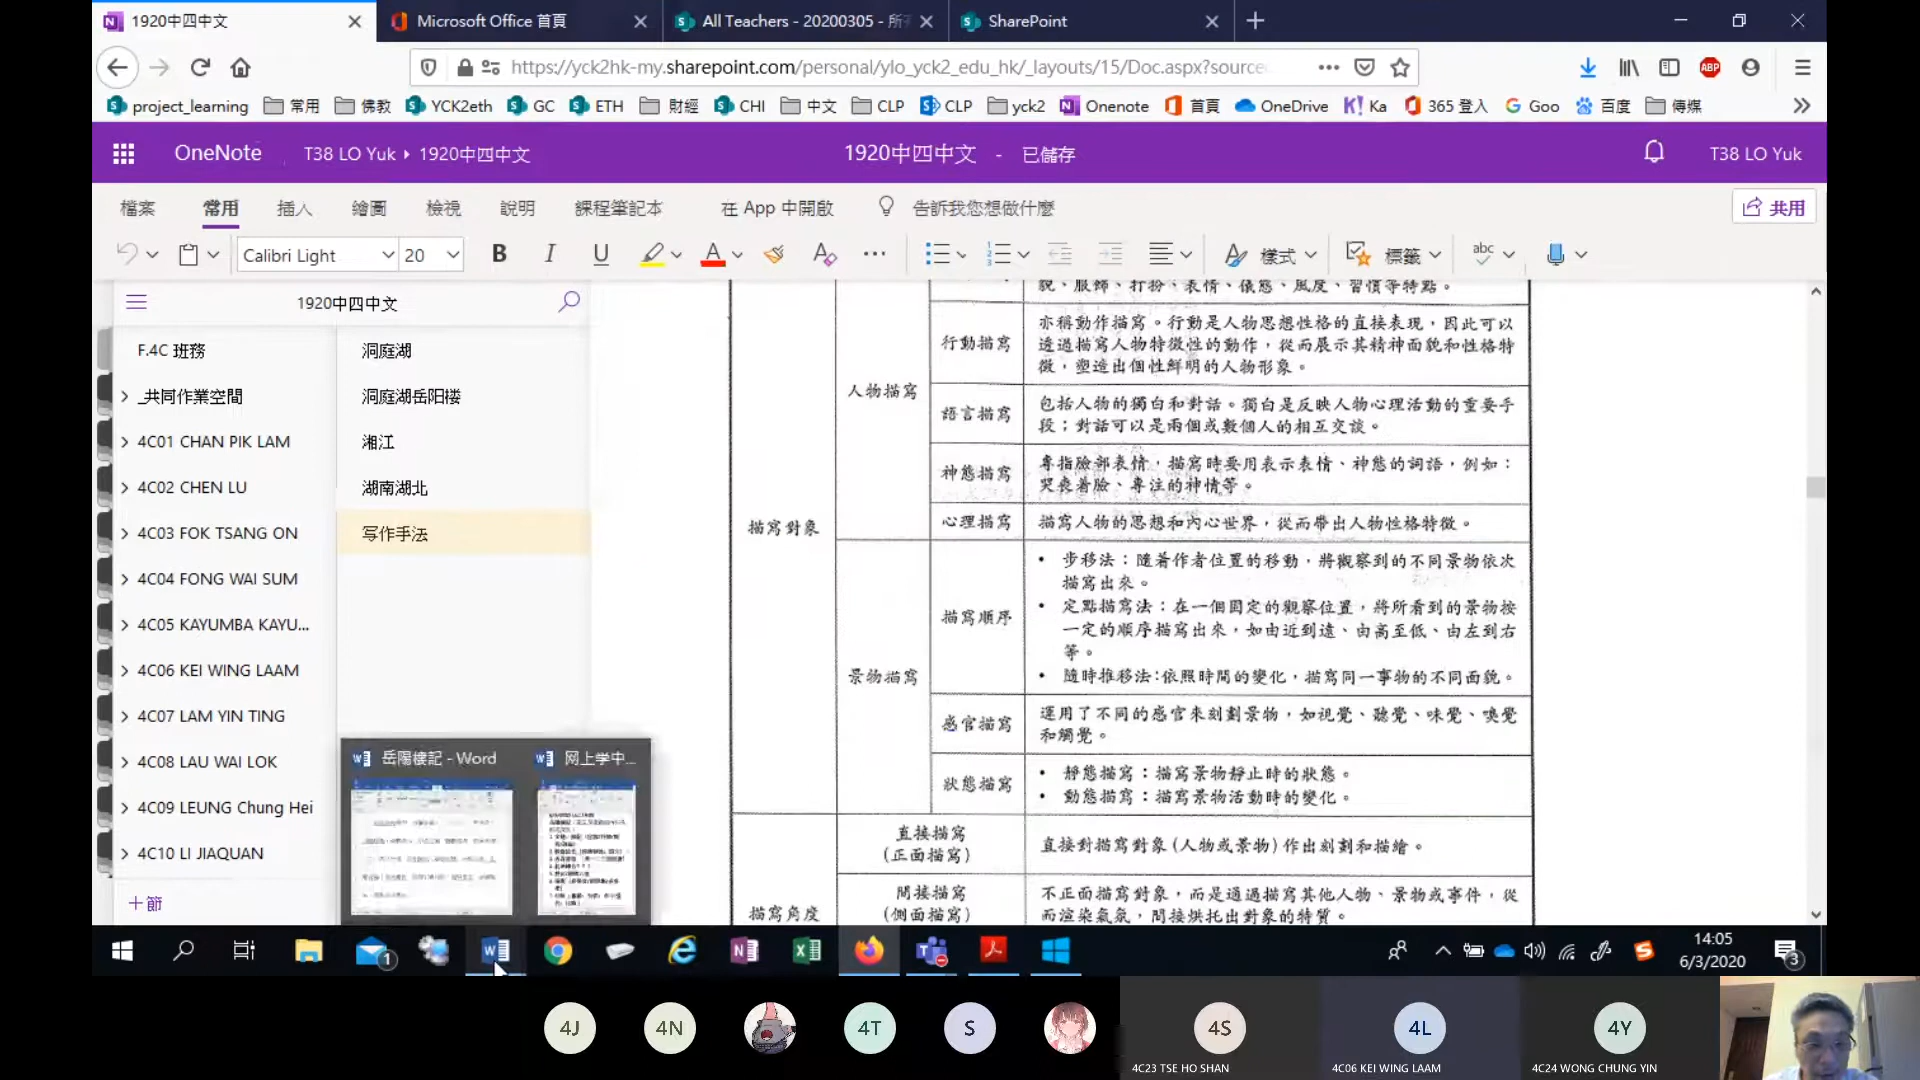 1920中四中文
Microsoft Office 首頁
All Teachers - 20200305 - 所
SharePoint
https://yck2hk-my.sharepoint.com/personal/ylo_yck2_edu_hk/_layouts/15/Doc.aspx?source
project_learning 常用 佛教 YCK2eth GC ETH 財經 CHI 中文 CLP CLP yck2 Onenote 首頁 OneDrive Ka 365 登入 Goo 百度 傳媒
OneNote T38 LO Yuk 1920中四中文 1920中四中文 - 已儲存 T38 LO Yuk
檔案 常用 插入 繪圖 檢視 說明 課程筆記本 在 App 中開啟 告訴我您想做什麼 共用
Calibri Light 20 B I U A 樣式 標籤 abc
1920中四中文
F.4C 班務
_共同作業空間
4C01 CHAN PIK LAM
4C02 CHEN LU
4C03 FOK TSANG ON
4C04 FONG WAI SUM
4C05 KAYUMBA KAYU...
4C06 KEI WING LAAM
4C07 LAM YIN TING
4C08 LAU WAI LOK
4C09 LEUNG Chung Hei
4C10 LI JIAQUAN
+節
洞庭湖
洞庭湖岳阳楼
湘江
湖南湖北
写作手法
貌、服飾、打扮、表情、儀態、風度、習慣等特點。
描寫對象
人物描寫
行動描寫
亦稱動作描寫。行動是人物思想性格的直接表現，因此可以
透過描寫人物特徵性的動作，從而展示其精神面貌和性格特
徵，塑造出個性鮮明的人物形象。
語言描寫
包括人物的獨白和對話。獨白是反映人物心理活動的重要手
段；對話可以是兩個或數個人的相互交談。
神態描寫
專指臉部表情，描寫時要用表示表情、神態的詞語，例如：
哭喪着臉、專注的神情等。
心理描寫
描寫人物的思想和內心世界，從而帶出人物性格特徵。
景物描寫
描寫順序
• 步移法：隨著作者位置的移動，將觀察到的不同景物依次
描寫出來。
• 定點描寫法：在一個固定的觀察位置，將所看到的景物按
一定的順序描寫出來，如由近到遠、由高至低、由左到右
等。
• 隨時推移法：依照時間的變化，描寫同一事物的不同面貌。
感官描寫
運用了不同的感官來刻劃景物，如視覺、聽覺、味覺、嗅覺
和觸覺。
狀態描寫
• 靜態描寫：描寫景物靜止時的狀態。
• 動態描寫：描寫景物活動時的變化。
描寫角度
直接描寫
(正面描寫)
直接對描寫對象(人物或景物)作出刻劃和描繪。
間接描寫
(側面描寫)
不正面描寫對象，而是通過描寫其他人物、景物或事件，從
而渲染氣氛，間接烘托出對象的特質。
岳陽樓記 - Word
网上学中...
14:05
6/3/2020
1
3
4J 4N 4T S 4S 4L 4Y
4C23 TSE HO SHAN
4C06 KEI WING LAAM
4C24 WONG CHUNG YIN